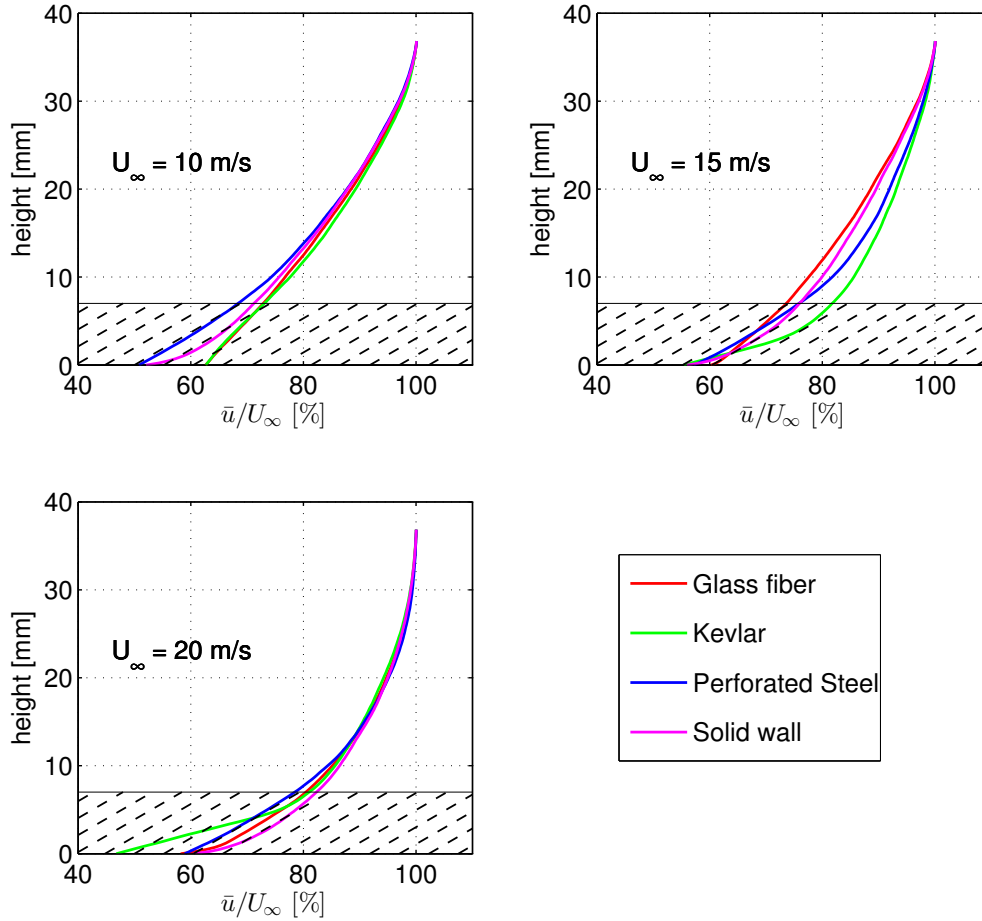 40
30
20
10
0
height [mm]
U∞ = 10 m/s
40 60 80 100
ū/U∞ [%]
40
30
20
10
0
height [mm]
U∞ = 15 m/s
40 60 80 100
ū/U∞ [%]
40
30
20
10
0
height [mm]
U∞ = 20 m/s
40 60 80 100
ū/U∞ [%]
Glass fiber
Kevlar
Perforated Steel
Solid wall